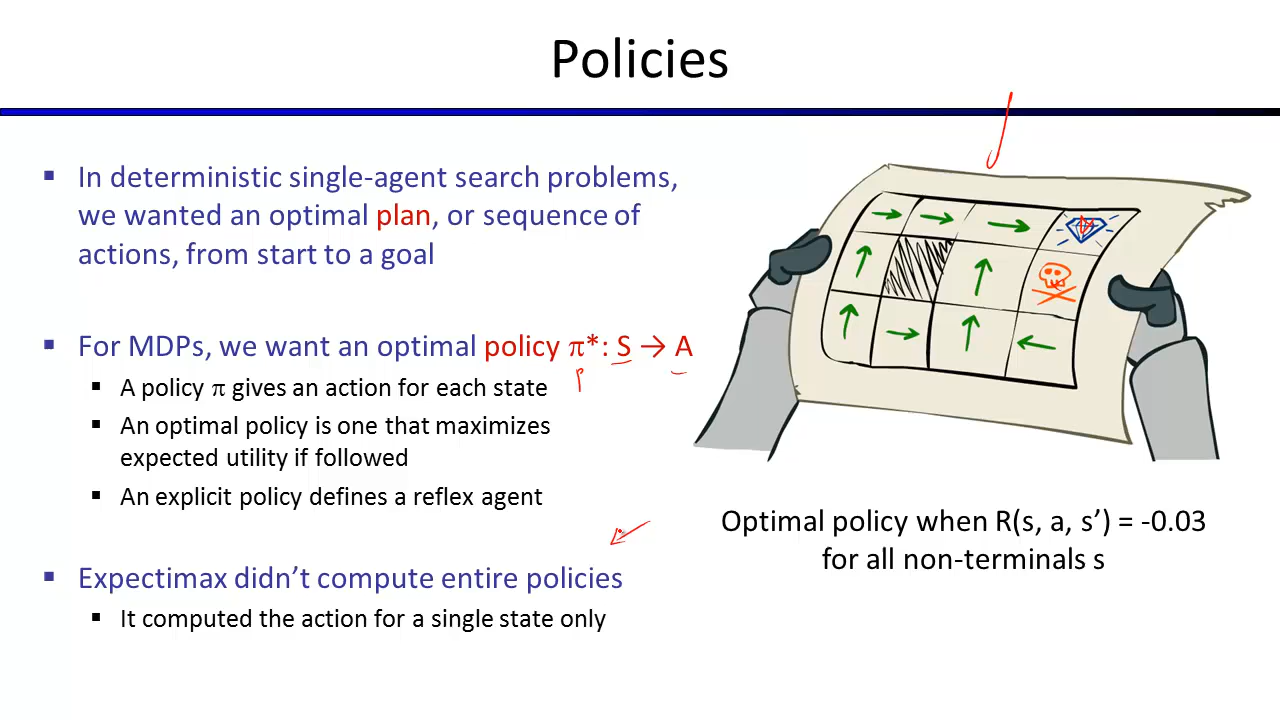 Policies
▪ In deterministic single-agent search problems,
we wanted an optimal plan, or sequence of
actions, from start to a goal
▪ For MDPs, we want an optimal policy π*: S → A
▪ A policy π gives an action for each state
▪ An optimal policy is one that maximizes
expected utility if followed
▪ An explicit policy defines a reflex agent
▪ Expectimax didn’t compute entire policies
▪ It computed the action for a single state only
Optimal policy when R(s, a, s’) = -0.03
for all non-terminals s